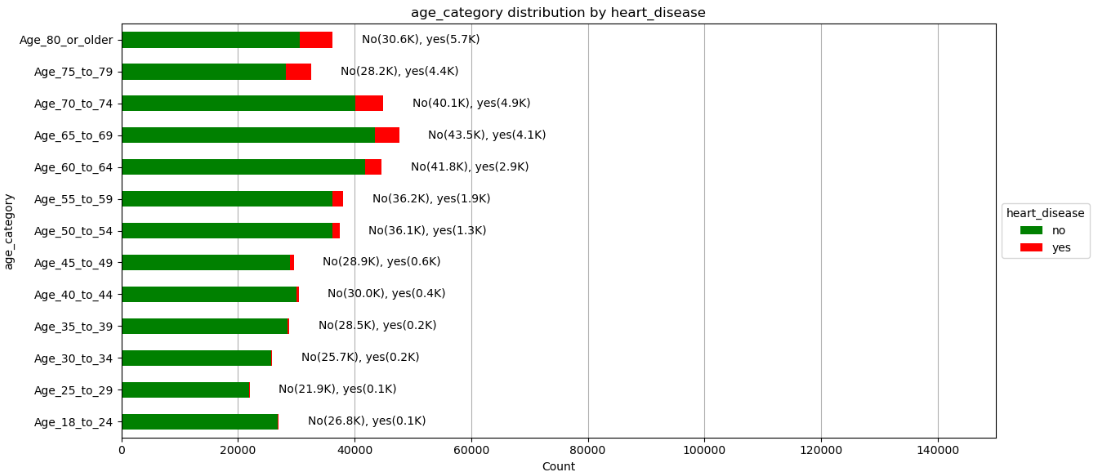 age_category distribution by heart_disease
age_category
Age_80_or_older No(30.6K), yes(5.7K)
Age_75_to_79 No(28.2K), yes(4.4K)
Age_70_to_74 No(40.1K), yes(4.9K)
Age_65_to_69 No(43.5K), yes(4.1K)
Age_60_to_64 No(41.8K), yes(2.9K)
Age_55_to_59 No(36.2K), yes(1.9K)
Age_50_to_54 No(36.1K), yes(1.3K)
Age_45_to_49 No(28.9K), yes(0.6K)
Age_40_to_44 No(30.0K), yes(0.4K)
Age_35_to_39 No(28.5K), yes(0.2K)
Age_30_to_34 No(25.7K), yes(0.2K)
Age_25_to_29 No(21.9K), yes(0.1K)
Age_18_to_24 No(26.8K), yes(0.1K)
0 20000 40000 60000 80000 100000 120000 140000
Count
heart_disease
no
yes